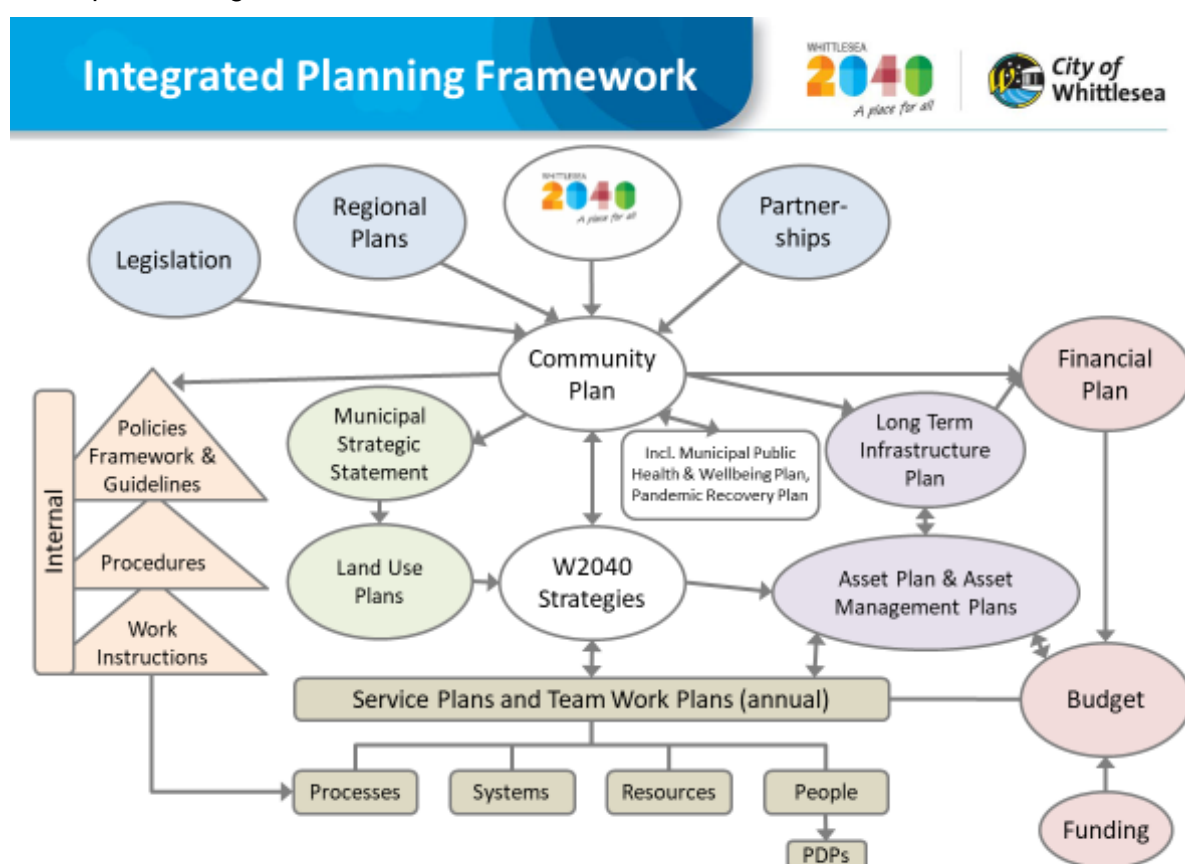 Integrated Planning Framework
WHITTLESEA
2040
A place for all
City of
Whittlesea
Legislation
Regional
Plans
WHITTLESEA
2040
A place for all
Partner-
ships
Community
Plan
Financial
Plan
Internal
Policies
Framework &
Guidelines
Municipal
Strategic
Statement
Incl. Municipal Public
Health & Wellbeing Plan,
Pandemic Recovery Plan
Long Term
Infrastructure
Plan
Procedures
Land Use
Plans
W2040
Strategies
Asset Plan & Asset
Management Plans
Work
Instructions
Service Plans and Team Work Plans (annual)
Budget
Processes
Systems
Resources
People
Funding
PDPs